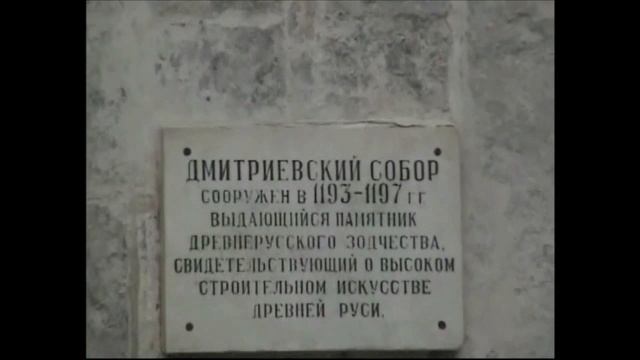 ДМИТРИЕВСКИЙ СОБОР
СООРУЖЕН В 1193-1197 ГГ
ВЫДАЮЩИЙСЯ ПАМЯТНИК
ДРЕВНЕРУССКОГО ЗОДЧЕСТВА,
СВИДЕТЕЛЬСТВУЮЩИЙ О ВЫСОКОМ
СТРОИТЕЛЬНОМ ИСКУССТВЕ
ДРЕВНЕЙ РУСИ.